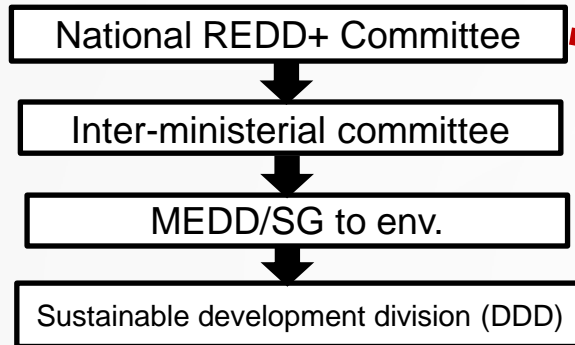 National REDD+ Committee
Inter-ministerial committee
MEDD/SG to env.
Sustainable development division (DDD)